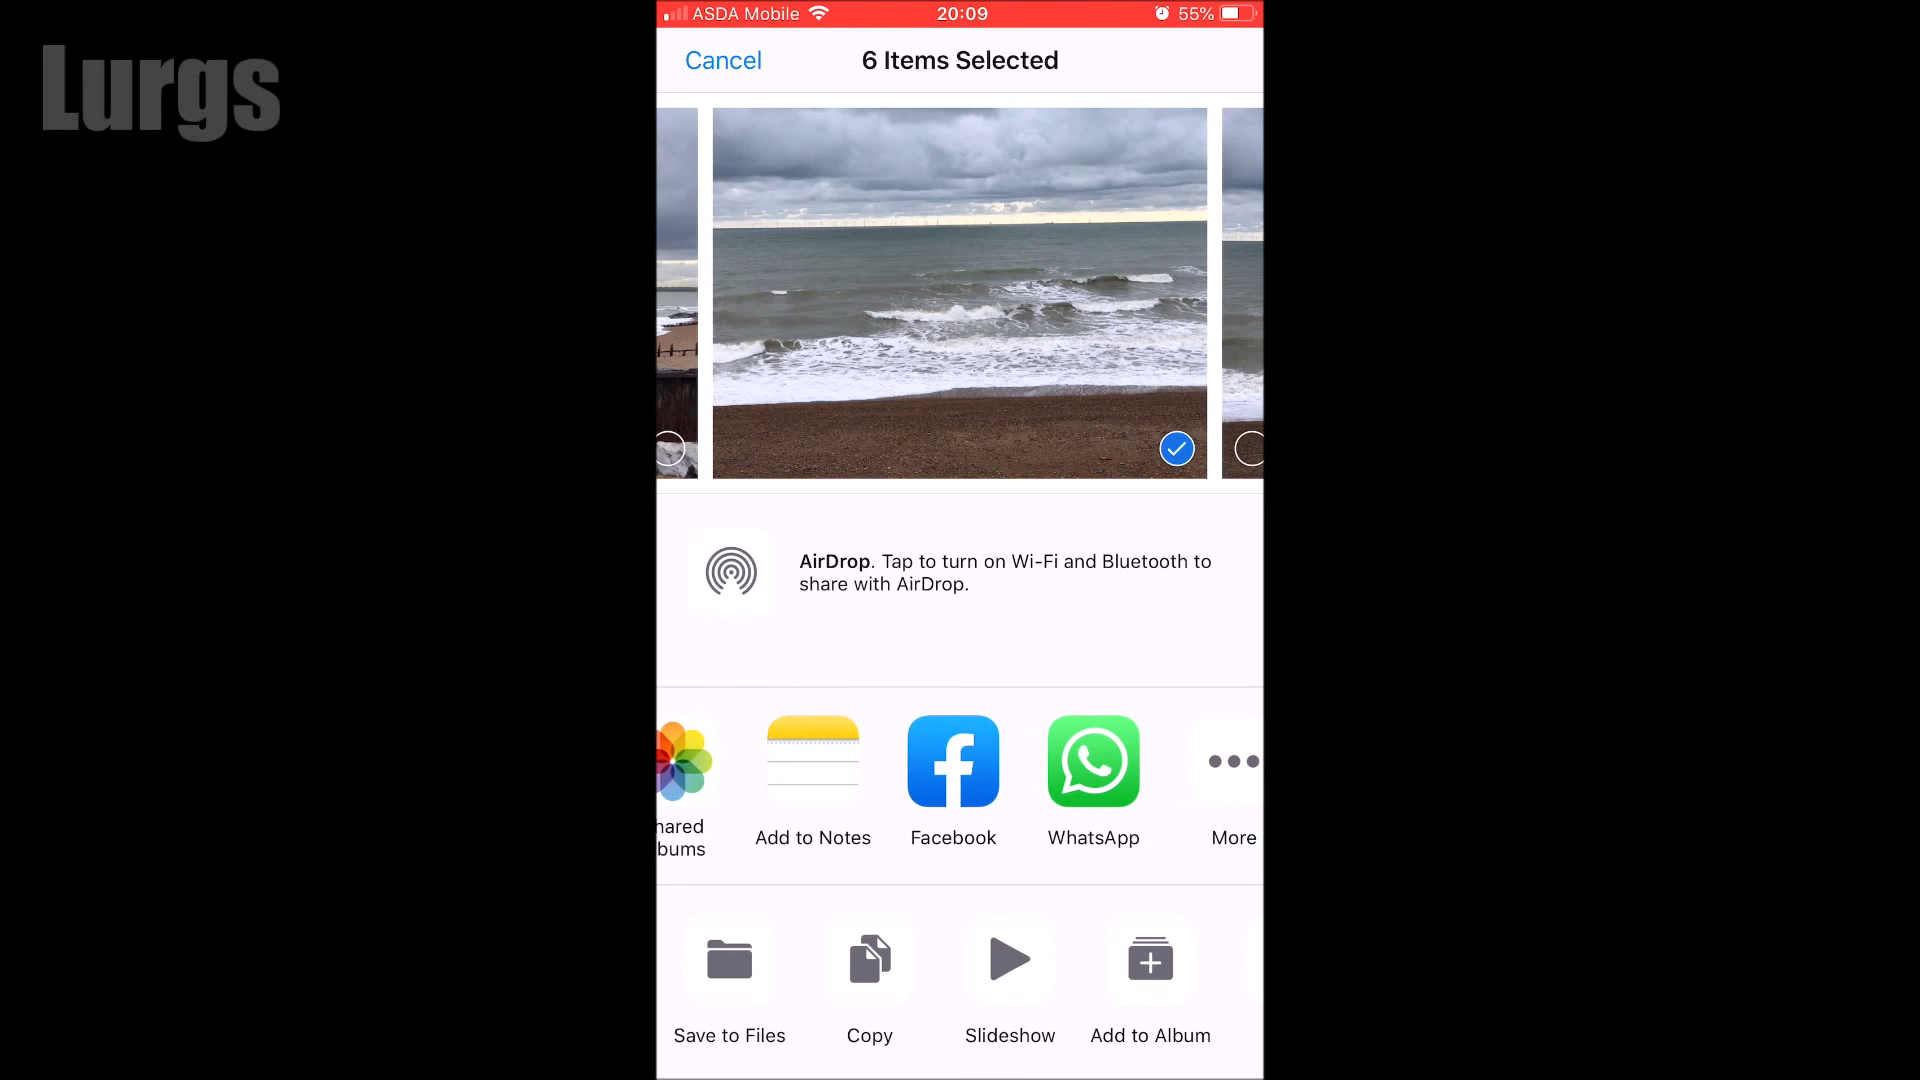 Lurgs
ASDA Mobile 20:09 55%
Cancel 6 Items Selected
AirDrop. Tap to turn on Wi-Fi and Bluetooth to
share with AirDrop.
hared
bums
Add to Notes
Facebook
WhatsApp
More
Save to Files
Copy
Slideshow
Add to Album